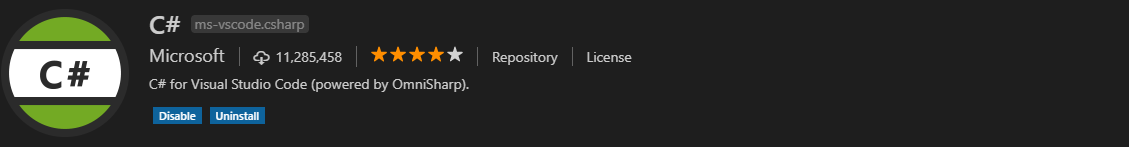 C#
C# ms-vscode.csharp
Microsoft 11,285,458 Repository License
C# for Visual Studio Code (powered by OmniSharp).
Disable Uninstall